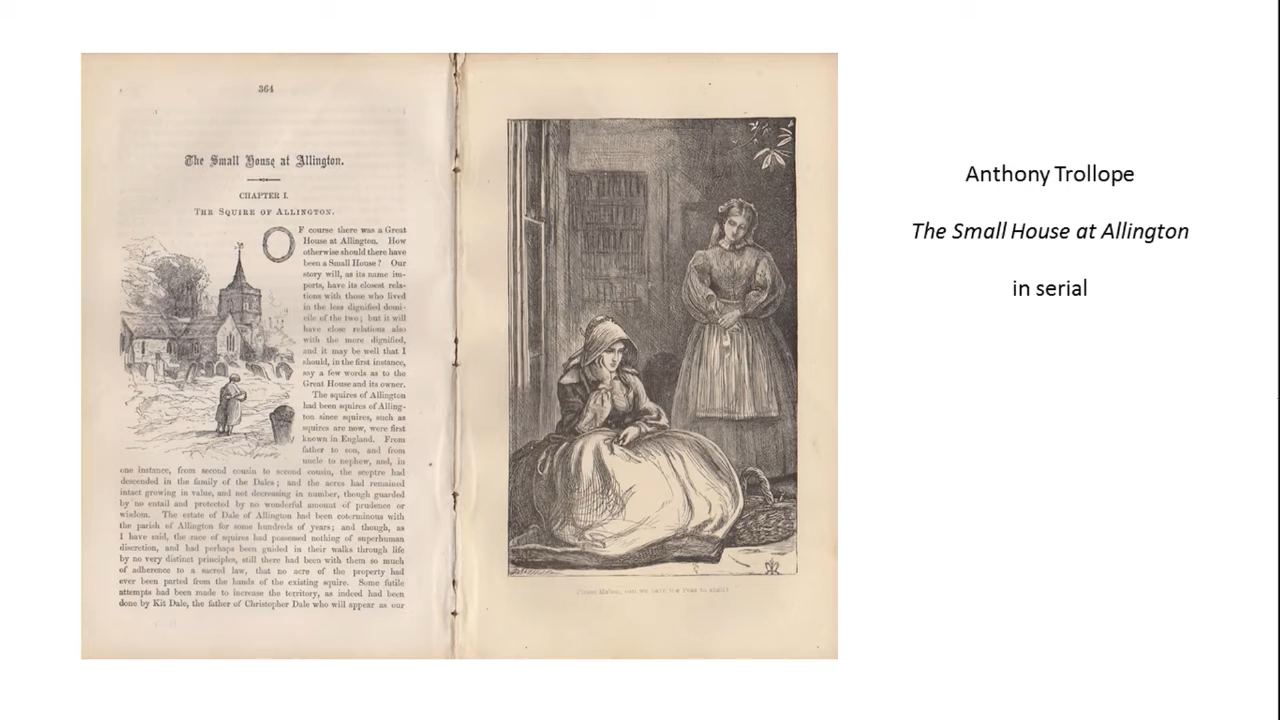 364
The Small House at Allington.
CHAPTER I.
THE SQUIRE OF ALLINGTON.
OF course there was a Great
House at Allington. How
otherwise should there have
been a Small House? Our
story will, as its name im-
ports, have its closest rela-
tions with those who lived
in the less dignified domi-
cile of the two; but it will
have close relations also
with the more dignified,
and it may be well that I
should, in the first instance,
say a few words as to the
Great House and its owner.
The squires of Allington
had been squires of Alling-
ton since squires, such as
squires are now, were first
known in England. From
father to son, and from
uncle to nephew, and, in
one instance, from second cousin to second cousin, the sceptre had
descended in the family of the Dales; and the acres had remained
intact growing in value, and not decreasing in number, though guarded
by no entail and protected by no wonderful amount of prudence or
wisdom. The estate of Dale of Allington had been coterminous with
the parish of Allington for some hundreds of years; and though, as
I have said, the race of squires had possessed nothing of superhuman
discretion, and had perhaps been guided in their walks through life
by no very distinct principles, still there had been with them so much
of adherence to a sacred law, that no acre of the property had
ever been parted from the hands of the existing squire. Some futile
attempts had been made to increase the territory, as indeed had been
done by Kit Dale, the father of Christopher Dale who will appear as our
Anthony Trollope
The Small House at Allington
in serial